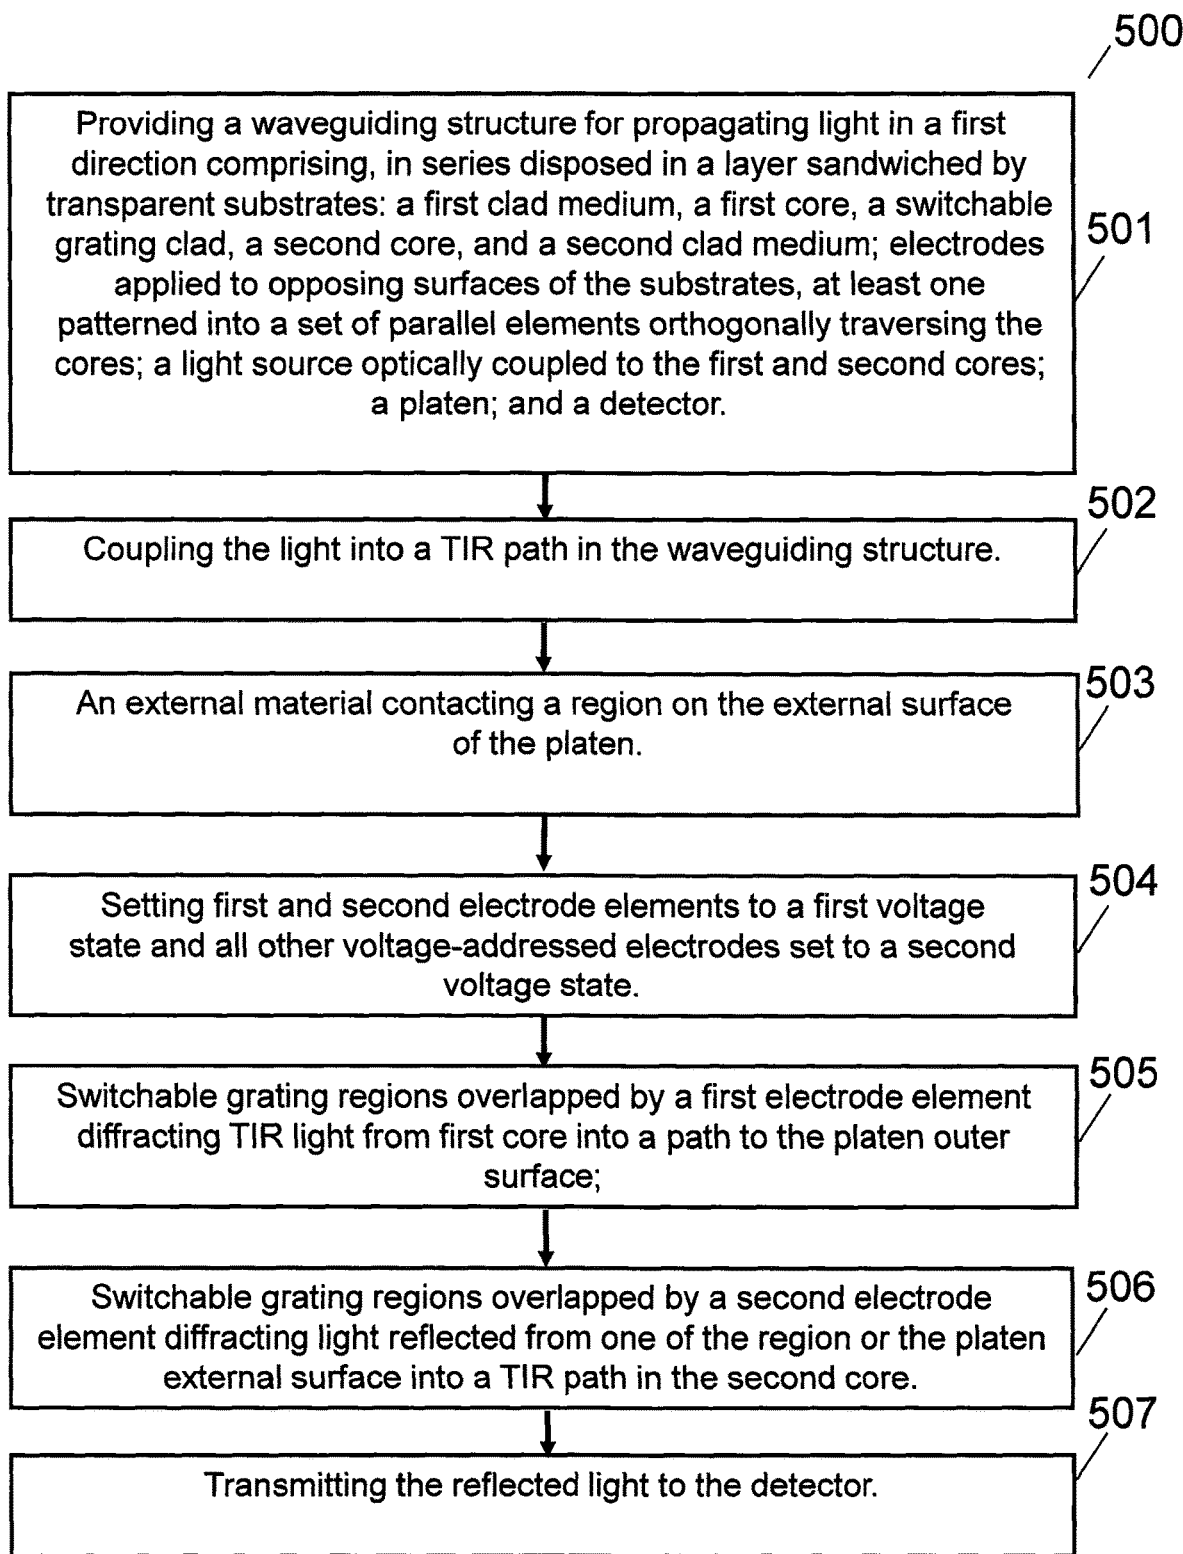 500
Providing a waveguiding structure for propagating light in a first
direction comprising, in series disposed in a layer sandwiched by
transparent substrates: a first clad medium, a first core, a switchable
grating clad, a second core, and a second clad medium; electrodes
applied to opposing surfaces of the substrates, at least one
patterned into a set of parallel elements orthogonally traversing the
cores; a light source optically coupled to the first and second cores;
a platen; and a detector.
501
Coupling the light into a TIR path in the waveguiding structure.
502
An external material contacting a region on the external surface
of the platen.
503
Setting first and second electrode elements to a first voltage
state and all other voltage-addressed electrodes set to a second
voltage state.
504
Switchable grating regions overlapped by a first electrode element
diffracting TIR light from first core into a path to the platen outer
surface;
505
Switchable grating regions overlapped by a second electrode
element diffracting light reflected from one of the region or the platen
external surface into a TIR path in the second core.
506
Transmitting the reflected light to the detector.
507